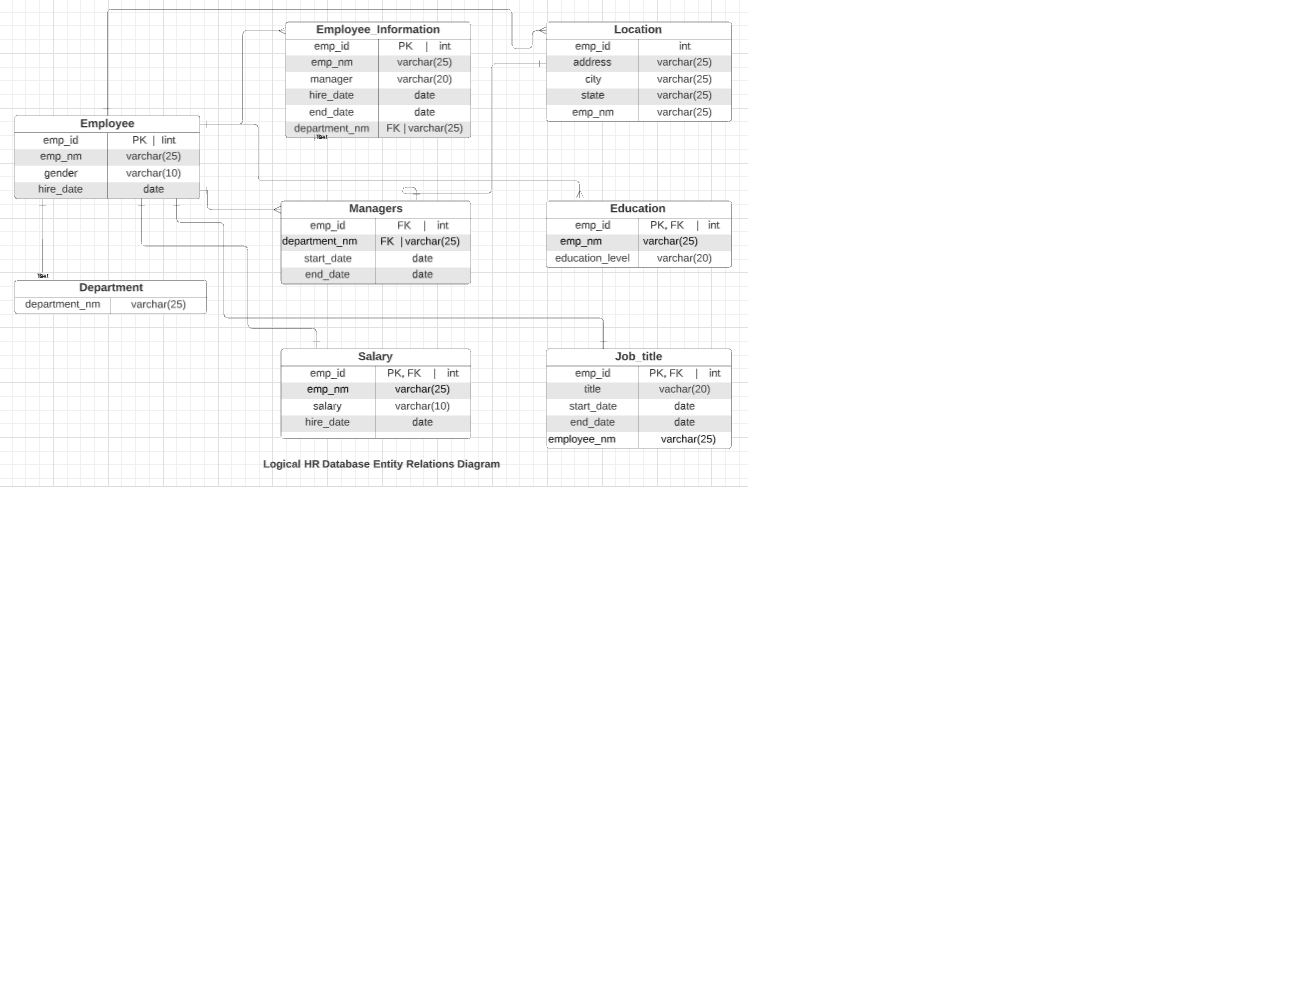 Employee_Information
emp_id PK | int
emp_nm varchar(25)
manager varchar(20)
hire_date date
end_date date
department_nm FK | varchar(25)
Location
emp_id int
address varchar(25)
city varchar(25)
state varchar(25)
emp_nm varchar(25)
Employee
emp_id PK | Iint
emp_nm varchar(25)
gender varchar(10)
hire_date date
Managers
emp_id FK | int
department_nm FK | varchar(25)
start_date date
end_date date
Education
emp_id PK, FK | int
emp_nm varchar(25)
education_level varchar(20)
Department
department_nm varchar(25)
Salary
emp_id PK, FK | int
emp_nm varchar(25)
salary varchar(10)
hire_date date
Job_title
emp_id PK, FK | int
title vachar(20)
start_date date
end_date date
employee_nm varchar(25)
Logical HR Database Entity Relations Diagram